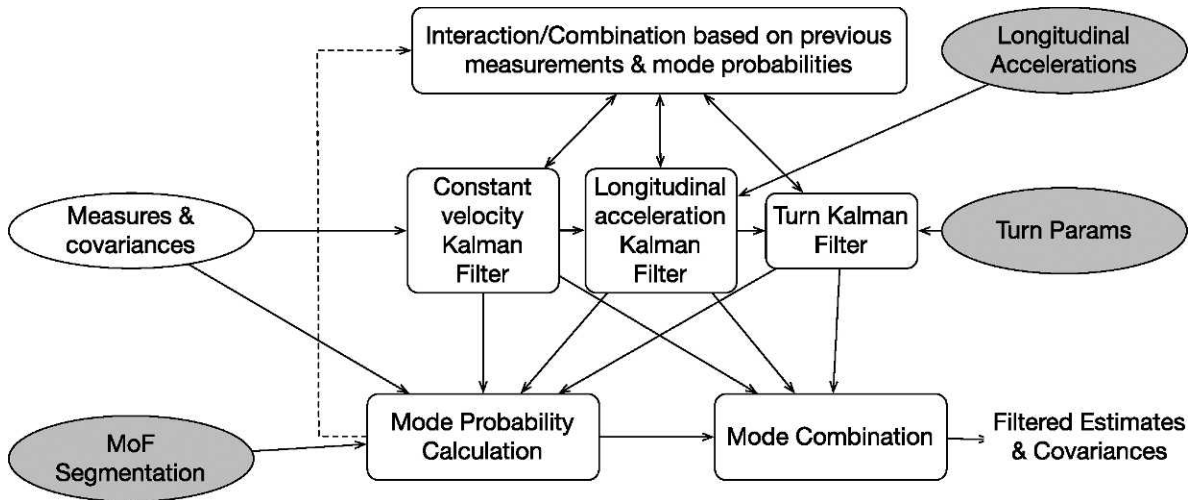 Interaction/Combination based on previous
measurements & mode probabilities
Longitudinal
Accelerations
Measures &
covariances
Constant
velocity
Kalman
Filter
Longitudinal
acceleration
Kalman
Filter
Turn Kalman
Filter
Turn Params
MoF
Segmentation
Mode Probability
Calculation
Mode Combination
Filtered Estimates
& Covariances